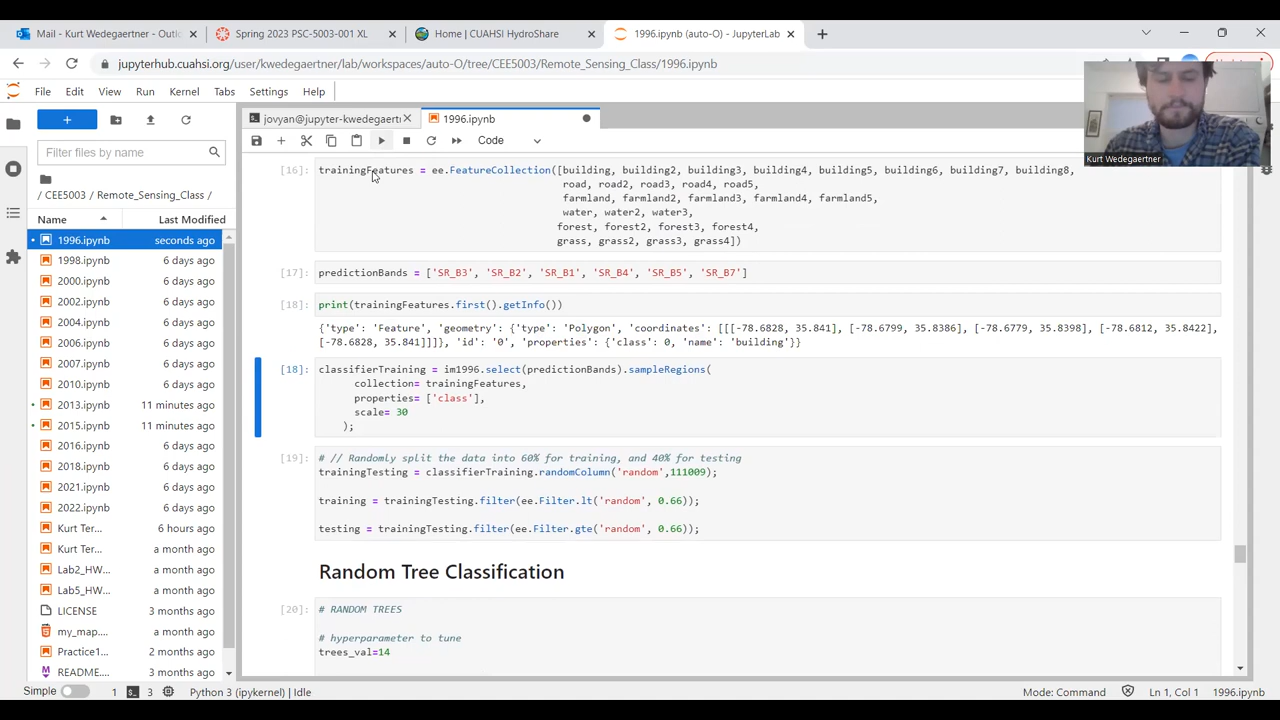 Mail - Kurt Wedegaertner - Outlo
Spring 2023 PSC-5003-001 XL
Home | CUAHSI HydroShare
1996.ipynb (auto-O) - JupyterLab
jupyterhub.cuahsi.org/user/kwedegaertner/lab/workspaces/auto-O/tree/CEE5003/Remote_Sensing_Class/1996.ipynb
File Edit View Run Kernel Tabs Settings Help
jovyan@jupyter-kwedegaert
1996.ipynb
Code
Filter files by name
/ CEE5003 / Remote_Sensing_Class /
Name Last Modified
1996.ipynb seconds ago
1998.ipynb 6 days ago
2000.ipynb 6 days ago
2002.ipynb 6 days ago
2004.ipynb 6 days ago
2006.ipynb 6 days ago
2007.ipynb 6 days ago
2010.ipynb 6 days ago
2013.ipynb 11 minutes ago
2015.ipynb 11 minutes ago
2016.ipynb 6 days ago
2018.ipynb 6 days ago
2021.ipynb 6 days ago
2022.ipynb 6 days ago
Kurt Ter... 6 hours ago
Kurt Ter... a month ago
Lab2_HW... a month ago
Lab5_HW... a month ago
LICENSE 3 months ago
my_map.... a month ago
Practice1... 2 months ago
README... 3 months ago
Kurt Wedegaertner
[16]: trainingFeatures = ee.FeatureCollection([building, building2, building3, building4, building5, building6, building7, building8,
road, road2, road3, road4, road5,
farmland, farmland2, farmland3, farmland4, farmland5,
water, water2, water3,
forest, forest2, forest3, forest4,
grass, grass2, grass3, grass4])
[17]: predictionBands = ['SR_B3', 'SR_B2', 'SR_B1', 'SR_B4', 'SR_B5', 'SR_B7']
[18]: print(trainingFeatures.first().getInfo())
{'type': 'Feature', 'geometry': {'type': 'Polygon', 'coordinates': [[[-78.6828, 35.841], [-78.6799, 35.8386], [-78.6779, 35.8398], [-78.6812, 35.8422],
[-78.6828, 35.841]]]}, 'id': '0', 'properties': {'class': 0, 'name': 'building'}}
[18]: classifierTraining = im1996.select(predictionBands).sampleRegions(
collection= trainingFeatures,
properties= ['class'],
scale= 30
);
[19]: # // Randomly split the data into 60% for training, and 40% for testing
trainingTesting = classifierTraining.randomColumn('random',111009);
training = trainingTesting.filter(ee.Filter.lt('random', 0.66));
testing = trainingTesting.filter(ee.Filter.gte('random', 0.66));
Random Tree Classification
[20]: # RANDOM TREES
# hyperparameter to tune
trees_val=14
Simple 1 3 Python 3 (ipykernel) | Idle Mode: Command Ln 1, Col 1 1996.ipynb